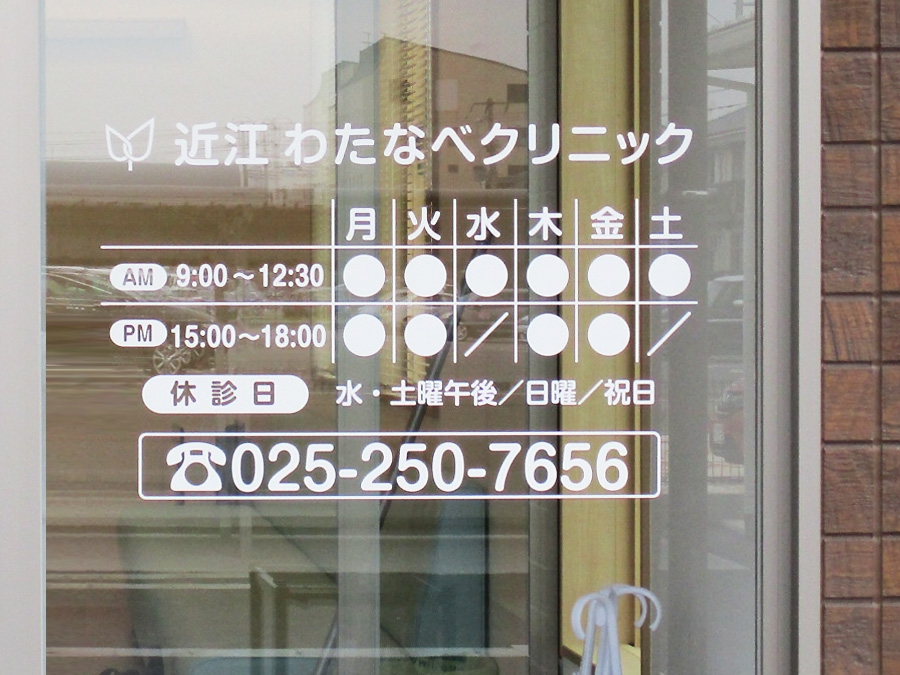 近江 わたなべクリニック
月 火 水 木 金 土
AM 9:00～12:30 ● ● ● ● ● ●
PM 15:00～18:00 ● ● ／ ● ● ／
休診日 水・土曜午後／日曜／祝日
☎025-250-7656